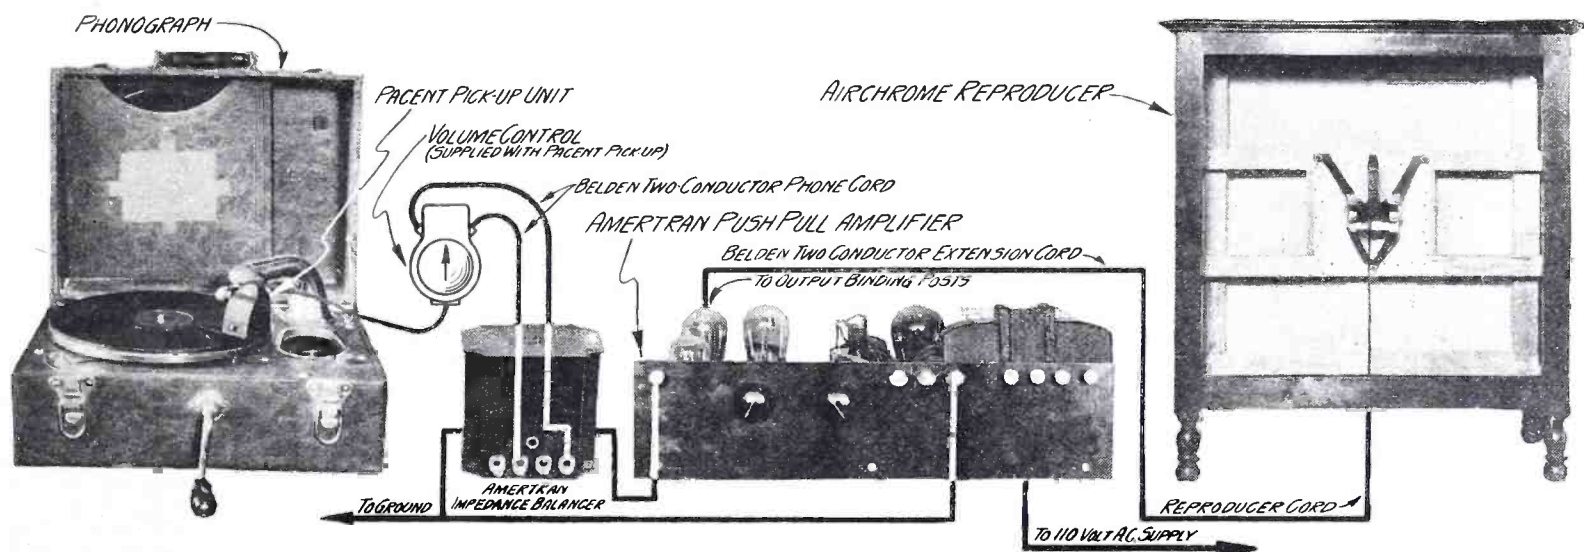 PHONOGRAPH
PACENT PICK-UP UNIT
VOLUME CONTROL
(SUPPLIED WITH PACENT PICK-UP)
BELDEN TWO-CONDUCTOR PHONE CORD
AMERTRAN PUSH PULL AMPLIFIER
BELDEN TWO CONDUCTOR EXTENSION CORD
TO OUTPUT BINDING POSTS
AIRCHROME REPRODUCER
AMERTRAN
IMPEDANCE BALANCER
TO GROUND
REPRODUCER CORD
TO 110 VOLT A.C. SUPPLY